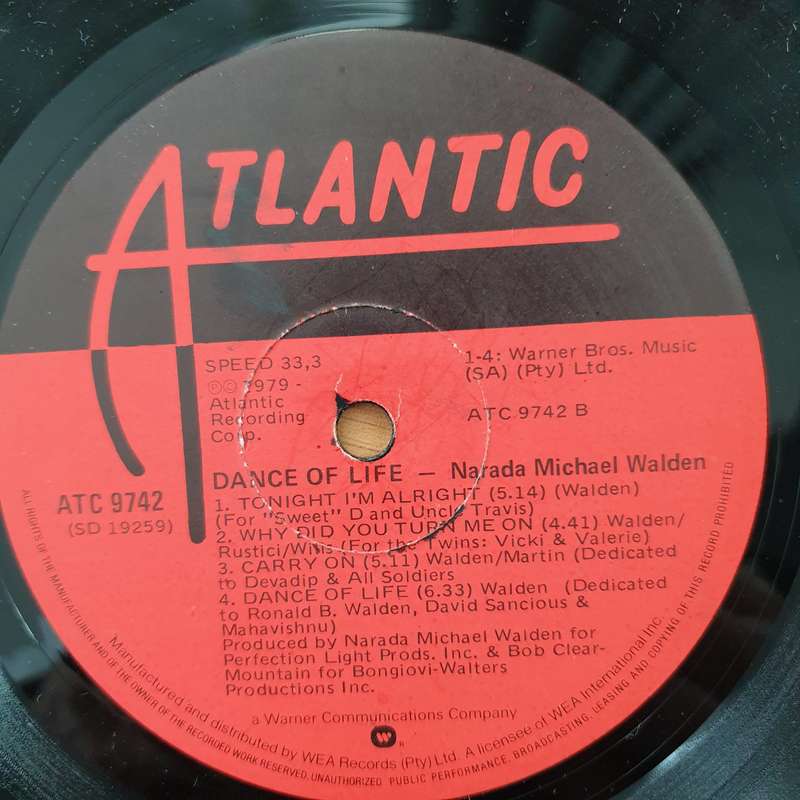 ATLANTIC
SPEED 33,3
ⓅⒸ 1979 -
Atlantic
Recording
Corp.
1-4: Warner Bros. Music
(SA) (Pty) Ltd.
ATC 9742 B
DANCE OF LIFE — Narada Michael Walden
ATC 9742
(SD 19259)
1. TONIGHT I'M ALRIGHT (5.14) (Walden)
(For "Sweet" D and Uncle Travis)
2. WHY DID YOU TURN ME ON (4.41) Walden/
Rustici/Wills (For the Twins: Vicki & Valerie)
3. CARRY ON (5.11) Walden/Martin (Dedicated
to Devadip & All Soldiers
4. DANCE OF LIFE (6.33) Walden (Dedicated
to Ronald B. Walden, David Sancious &
Mahavishnu)
Produced by Narada Michael Walden for
Perfection Light Prods. Inc. & Bob Clear-
Mountain for Bongiovi-Walters
Productions Inc.
a Warner Communications Company
Manufactured and distributed by WEA Records (Pty) Ltd. A licensee of WEA International Inc.
ALL RIGHTS OF THE MANUFACTURER AND OF THE OWNER OF THE RECORDED WORK RESERVED. UNAUTHORIZED PUBLIC PERFORMANCE, BROADCASTING, LEASING AND COPYING OF THIS RECORD PROHIBITED